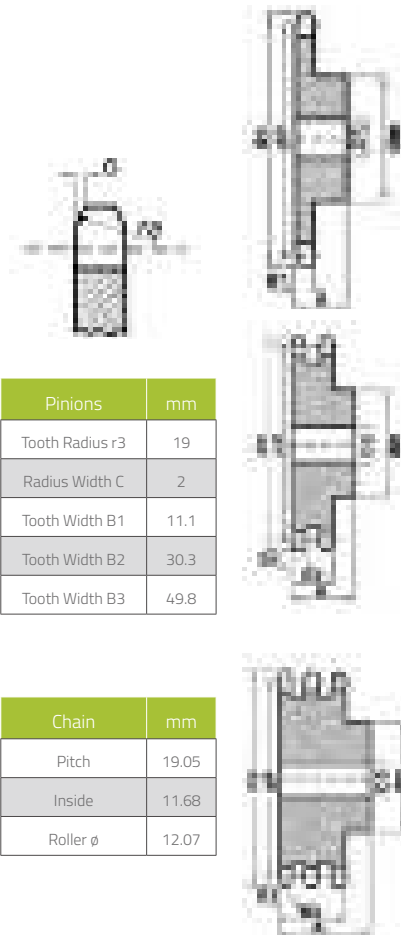 Pinions mm
Tooth Radius r3 19
Radius Width C 2
Tooth Width B1 11.1
Tooth Width B2 30.3
Tooth Width B3 49.8
Chain mm
Pitch 19.05
Inside 11.68
Roller ø 12.07